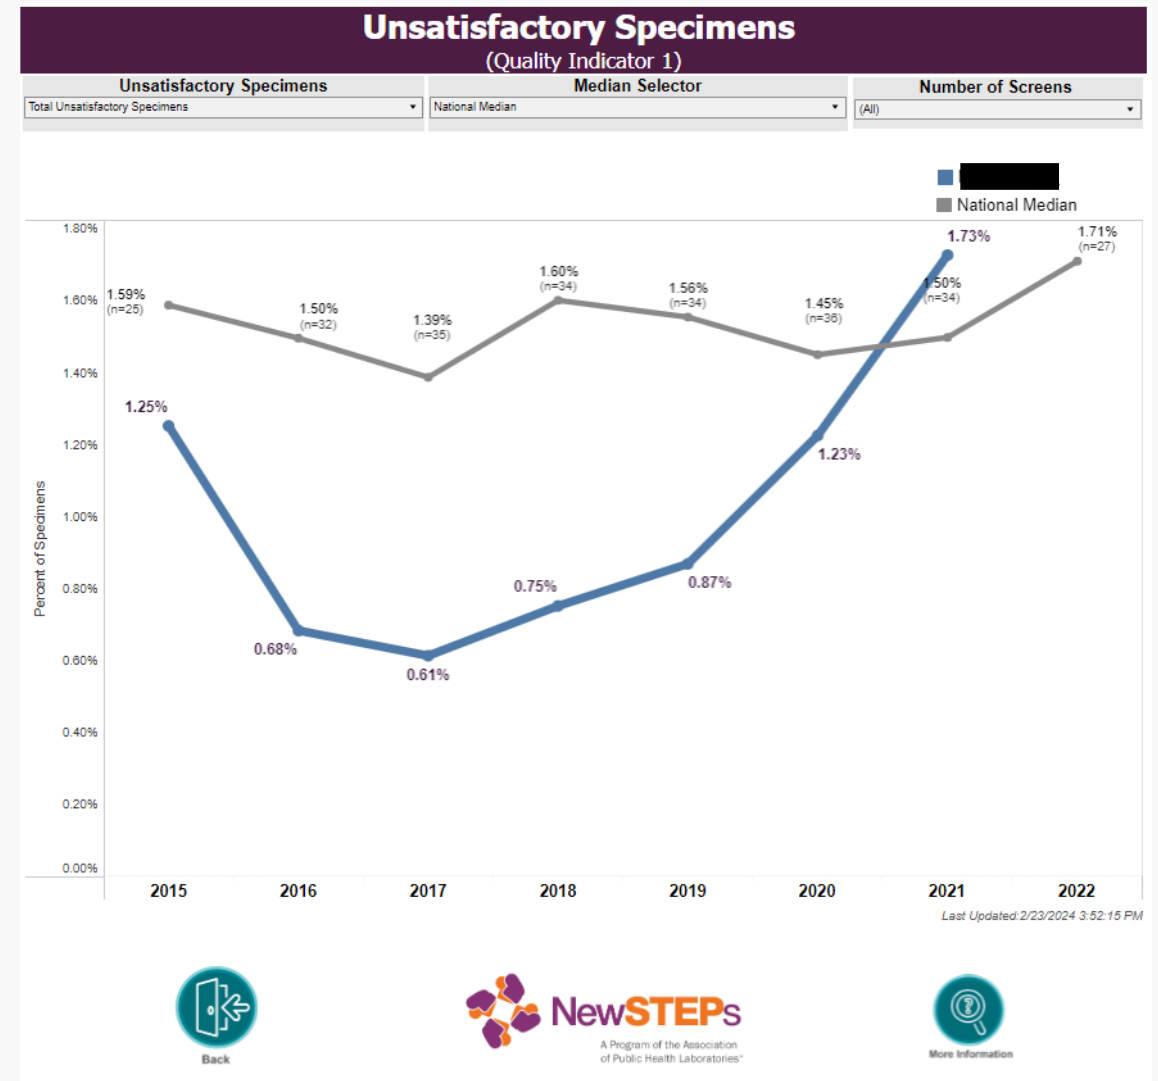 Unsatisfactory Specimens
(Quality Indicator 1)
Unsatisfactory Specimens
Median Selector
Number of Screens
Total Unsatisfactory Specimens
National Median
(All)
National Median
1.80%
1.60%
1.40%
1.20%
1.00%
0.80%
0.60%
0.40%
0.20%
0.00%
Percent of Specimens
1.59%
(n=25)
1.50%
(n=32)
1.39%
(n=35)
1.60%
(n=34)
1.56%
(n=34)
1.45%
(n=36)
1.50%
(n=34)
1.71%
(n=27)
1.25%
0.68%
0.61%
0.75%
0.87%
1.23%
1.73%
2015
2016
2017
2018
2019
2020
2021
2022
Last Updated:2/23/2024 3:52:15 PM
Back
NewSTEPs
A Program of the Association
of Public Health Laboratories™
More Information